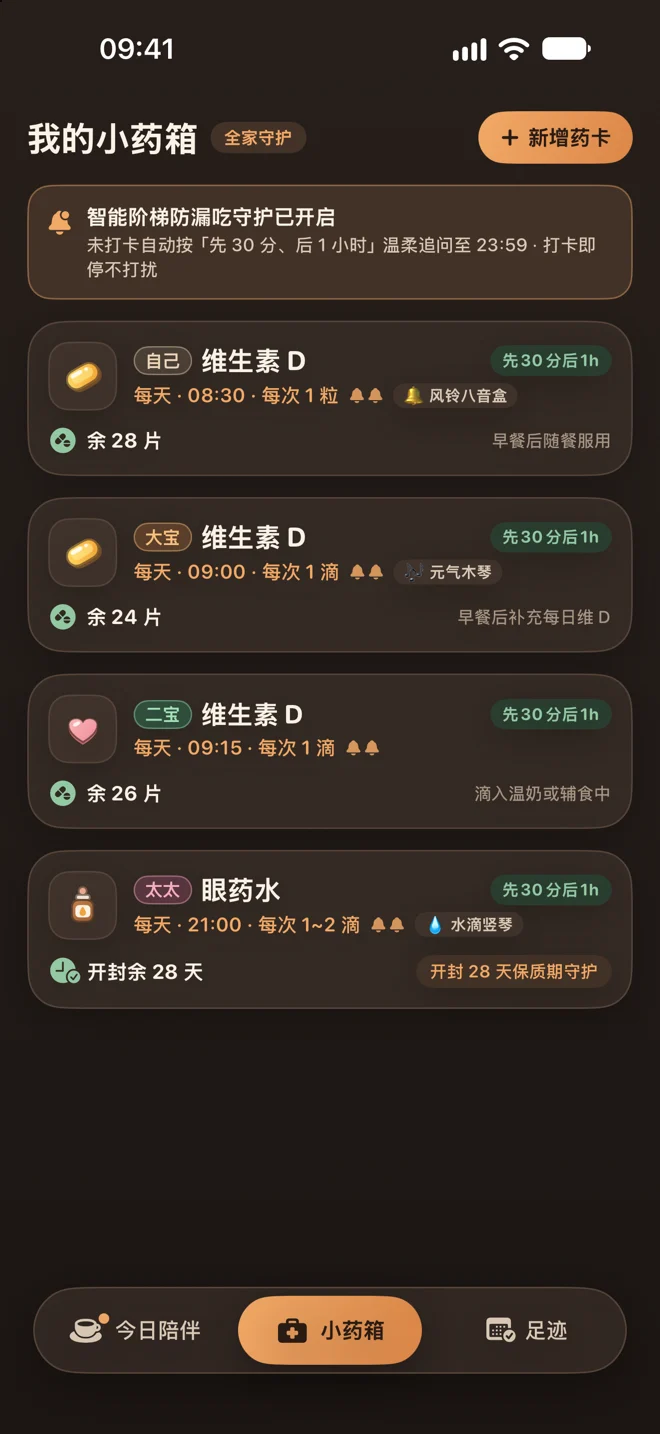 09:41
我的小药箱 全家守护 + 新增药卡
智能阶梯防漏吃守护已开启
未打卡自动按「先 30 分、后 1 小时」温柔追问至 23:59 · 打卡即
停不打扰
自己 维生素 D 先30分后1h
每天 · 08:30 · 每次 1 粒 风铃八音盒
余 28 片 早餐后随餐服用
大宝 维生素 D 先30分后1h
每天 · 09:00 · 每次 1 滴 元气木琴
余 24 片 早餐后补充每日维 D
二宝 维生素 D 先30分后1h
每天 · 09:15 · 每次 1 滴
余 26 片 滴入温奶或辅食中
太太 眼药水 先30分后1h
每天 · 21:00 · 每次 1~2 滴 水滴竖琴
开封余 28 天 开封 28 天保质期守护
今日陪伴 小药箱 足迹